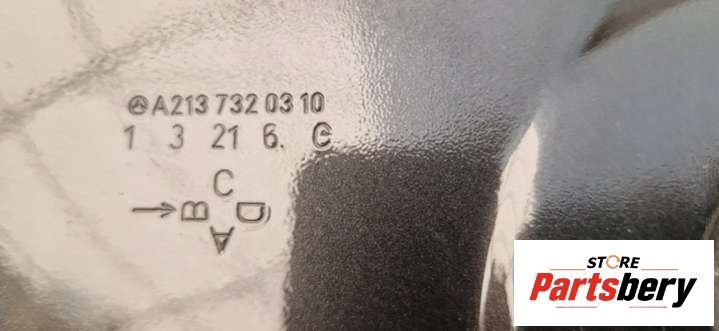 A213 732 03 10
1 3 21 6. C
C
→ B D
A
STORE
Partsbery